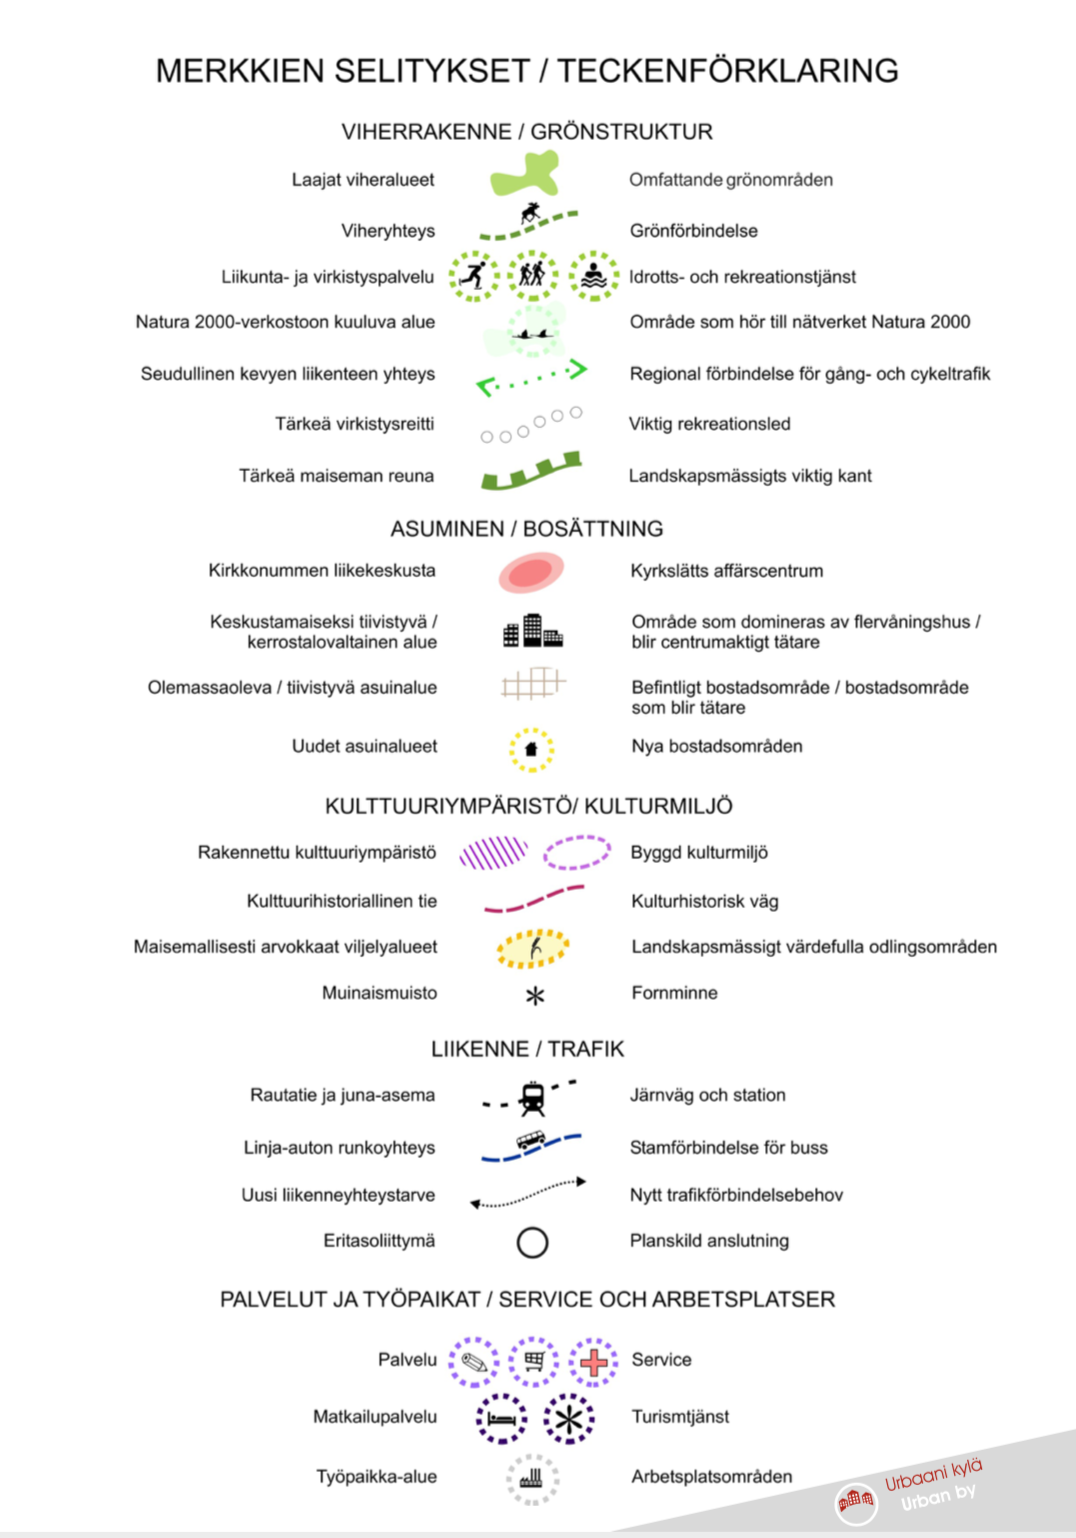 MERKKIEN SELITYKSET / TECKENFÖRKLARING
VIHERRAKENNE / GRÖNSTRUKTUR
Laajat viheralueet Omfattande grönområden
Viheryhteys Grönförbindelse
Liikunta- ja virkistyspalvelu Idrotts- och rekreationstjänst
Natura 2000-verkostoon kuuluva alue Område som hör till nätverket Natura 2000
Seudullinen kevyen liikenteen yhteys Regional förbindelse för gång- och cykeltrafik
Tärkeä virkistysreitti Viktig rekreationsled
Tärkeä maiseman reuna Landskapsmässigts viktig kant
ASUMINEN / BOSÄTTNING
Kirkkonummen liikekeskusta Kyrkslätts affärscentrum
Keskustamaiseksi tiivistyvä / Område som domineras av flervåningshus /
kerrostalovaltainen alue blir centrumaktigt tätare
Olemassaoleva / tiivistyvä asuinalue Befintligt bostadsområde / bostadsområde
som blir tätare
Uudet asuinalueet Nya bostadsområden
KULTTUURIYMPÄRISTÖ/ KULTURMILJÖ
Rakennettu kulttuuriympäristö Byggd kulturmiljö
Kulttuurihistoriallinen tie Kulturhistorisk väg
Maisemallisesti arvokkaat viljelyalueet Landskapsmässigt värdefulla odlingsområden
Muinaismuisto Fornminne
LIIKENNE / TRAFIK
Rautatie ja juna-asema Järnväg och station
Linja-auton runkoyhteys Stamförbindelse för buss
Uusi liikenneyhteystarve Nytt trafikförbindelsebehov
Eritasoliittymä Planskild anslutning
PALVELUT JA TYÖPAIKAT / SERVICE OCH ARBETSPLATSER
Palvelu Service
Matkailupalvelu Turismtjänst
Työpaikka-alue Arbetsplatsområden
Urbaani kylä
Urban by